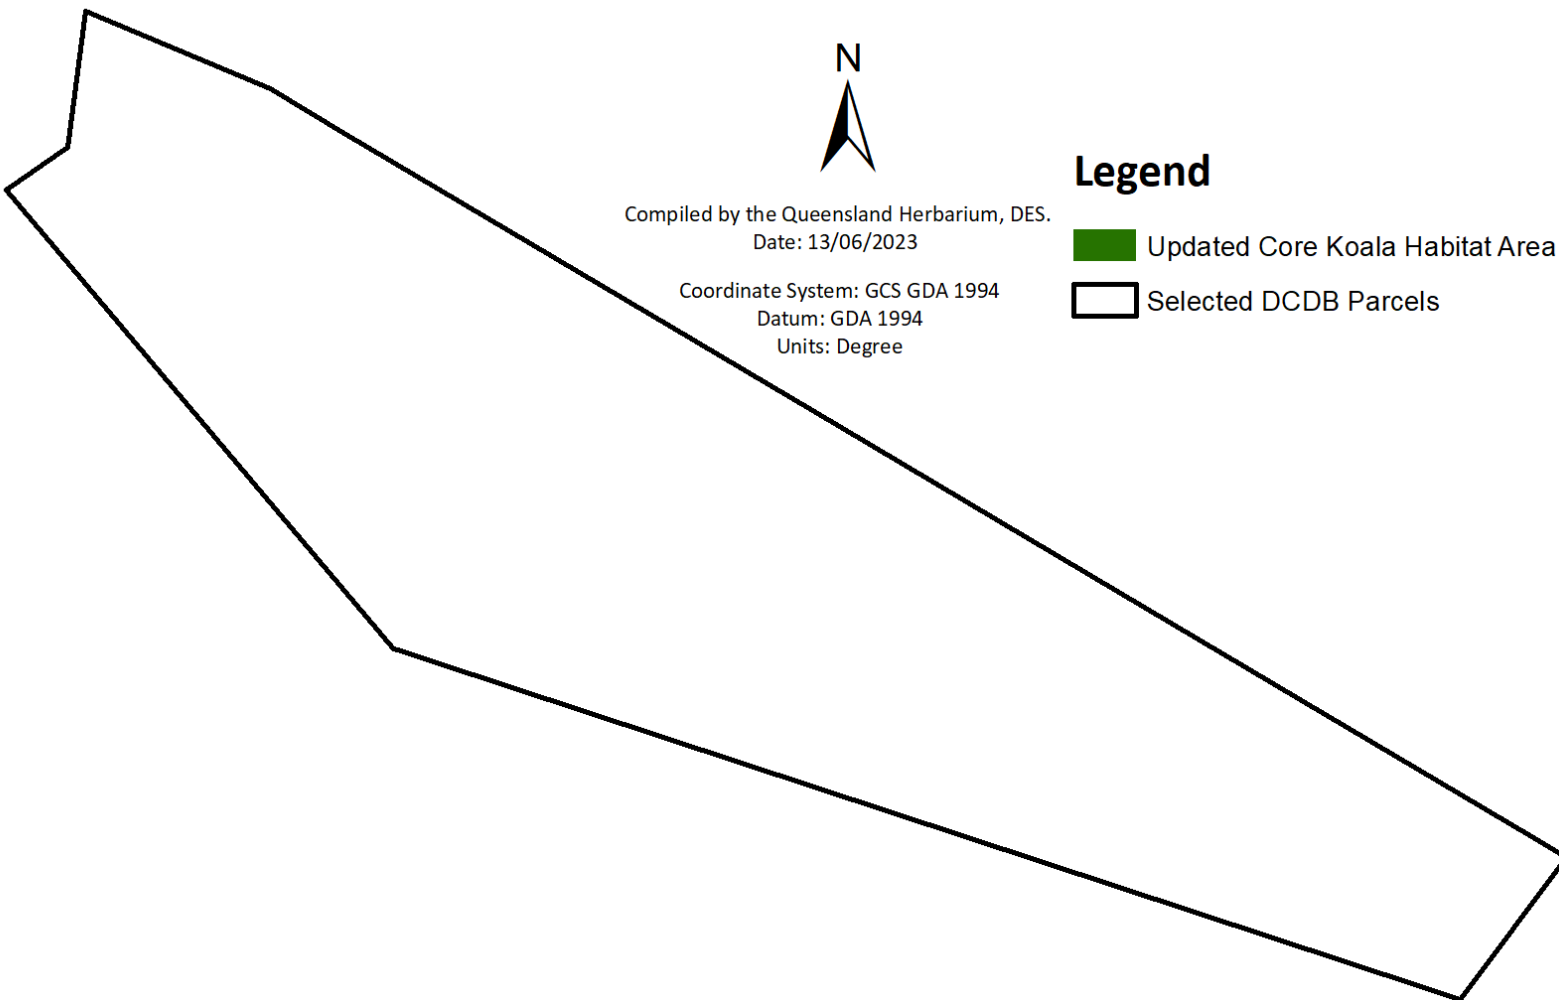 N
Compiled by the Queensland Herbarium, DES.
Date: 13/06/2023
Coordinate System: GCS GDA 1994
Datum: GDA 1994
Units: Degree
Legend
Updated Core Koala Habitat Area
Selected DCDB Parcels